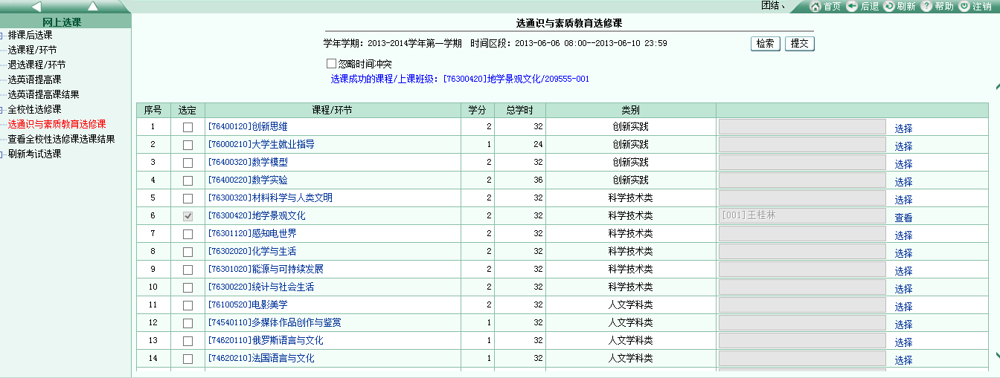 团结、 首页 后退 刷新 帮助 注销
网上选课
排课后选课
选课程/环节
退选课程/环节
选英语提高课
选英语提高课结果
全校性选修课
选通识与素质教育选修课
查看全校性选修课选课结果
刷新考试选课
选通识与素质教育选修课
学年学期：2013-2014学年第一学期 时间区段：2013-06-06 08:00--2013-06-10 23:59 检索 提交
忽略时间冲突
选课成功的课程/上课班级：[76300420]地学景观文化/209555-001
序号 选定 课程/环节 学分 总学时 类别
1 [76400120]创新思维 2 32 创新实践 选择
2 [76000210]大学生就业指导 1 24 创新实践 选择
3 [76400320]数学模型 2 32 创新实践 选择
4 [76400220]数学实验 2 36 创新实践 选择
5 [76300320]材料科学与人类文明 2 32 科学技术类 选择
6 [76300420]地学景观文化 2 32 科学技术类 [001]王桂林 查看
7 [76301120]感知电世界 2 32 科学技术类 选择
8 [76302020]化学与生活 2 32 科学技术类 选择
9 [76301020]能源与可持续发展 2 32 科学技术类 选择
10 [76300220]统计与社会生活 2 32 科学技术类 选择
11 [76100520]电影美学 2 32 人文学科类 选择
12 [74540110]多媒体作品创作与鉴赏 1 32 人文学科类 选择
13 [74620110]俄罗斯语言与文化 1 32 人文学科类 选择
14 [74620210]法国语言与文化 1 32 人文学科类 选择